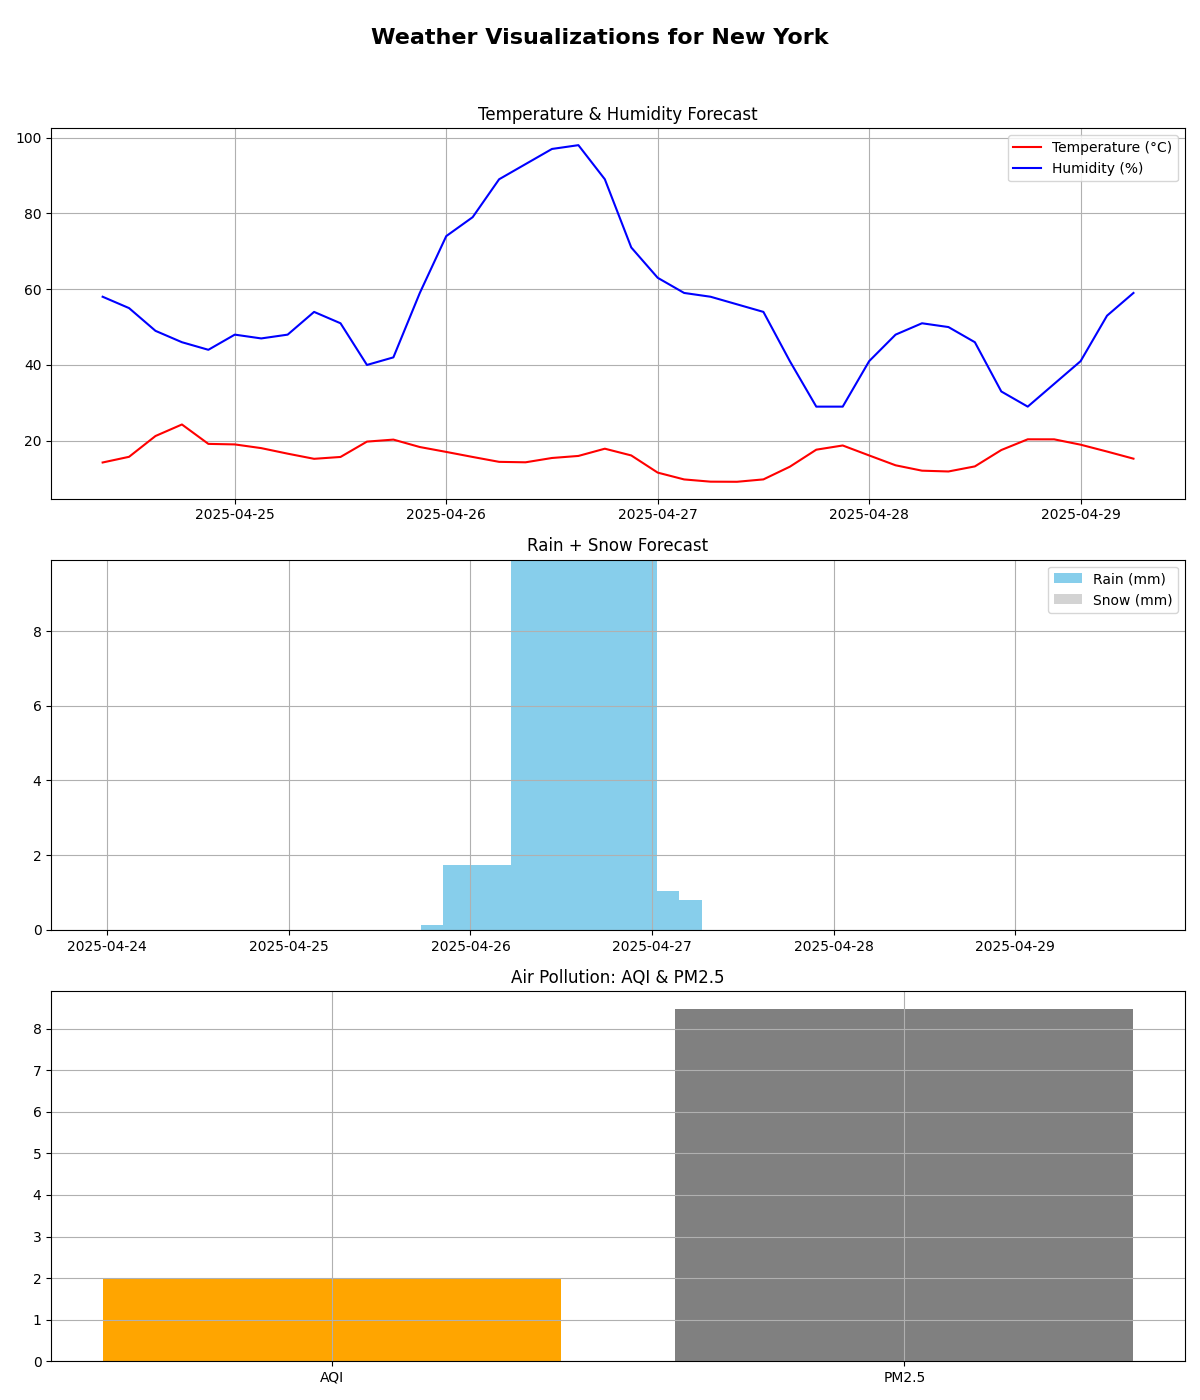 Weather Visualizations for New York
Temperature & Humidity Forecast
100
80
60
40
20
Temperature (°C)
Humidity (%)
2025-04-25 2025-04-26 2025-04-27 2025-04-28 2025-04-29
Rain + Snow Forecast
8
6
4
2
0
Rain (mm)
Snow (mm)
2025-04-24 2025-04-25 2025-04-26 2025-04-27 2025-04-28 2025-04-29
Air Pollution: AQI & PM2.5
8
7
6
5
4
3
2
1
0
AQI PM2.5